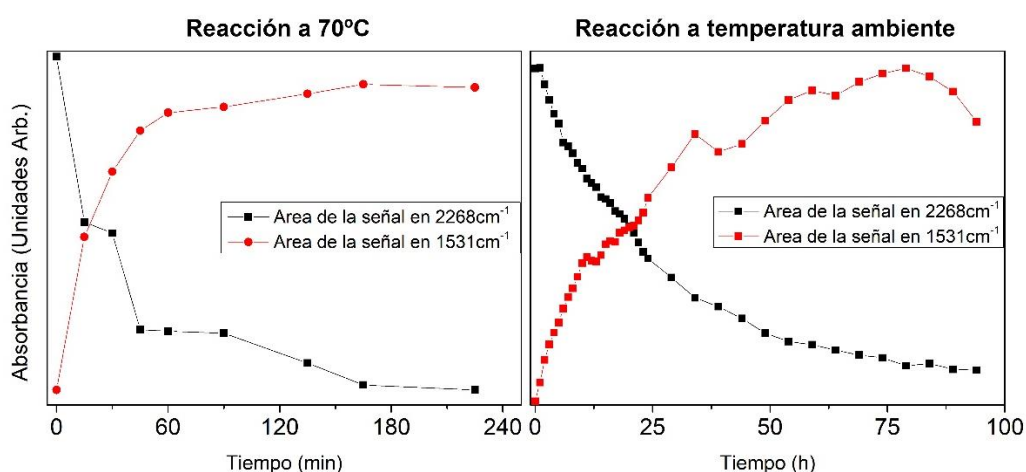 Reacción a 70ºC
Reacción a temperatura ambiente
Absorbancia (Unidades Arb.)
Area de la señal en 2268cm⁻¹
Area de la señal en 1531cm⁻¹
0 60 120 180 240
Tiempo (min)
Area de la señal en 2268cm⁻¹
Area de la señal en 1531cm⁻¹
0 25 50 75 100
Tiempo (h)